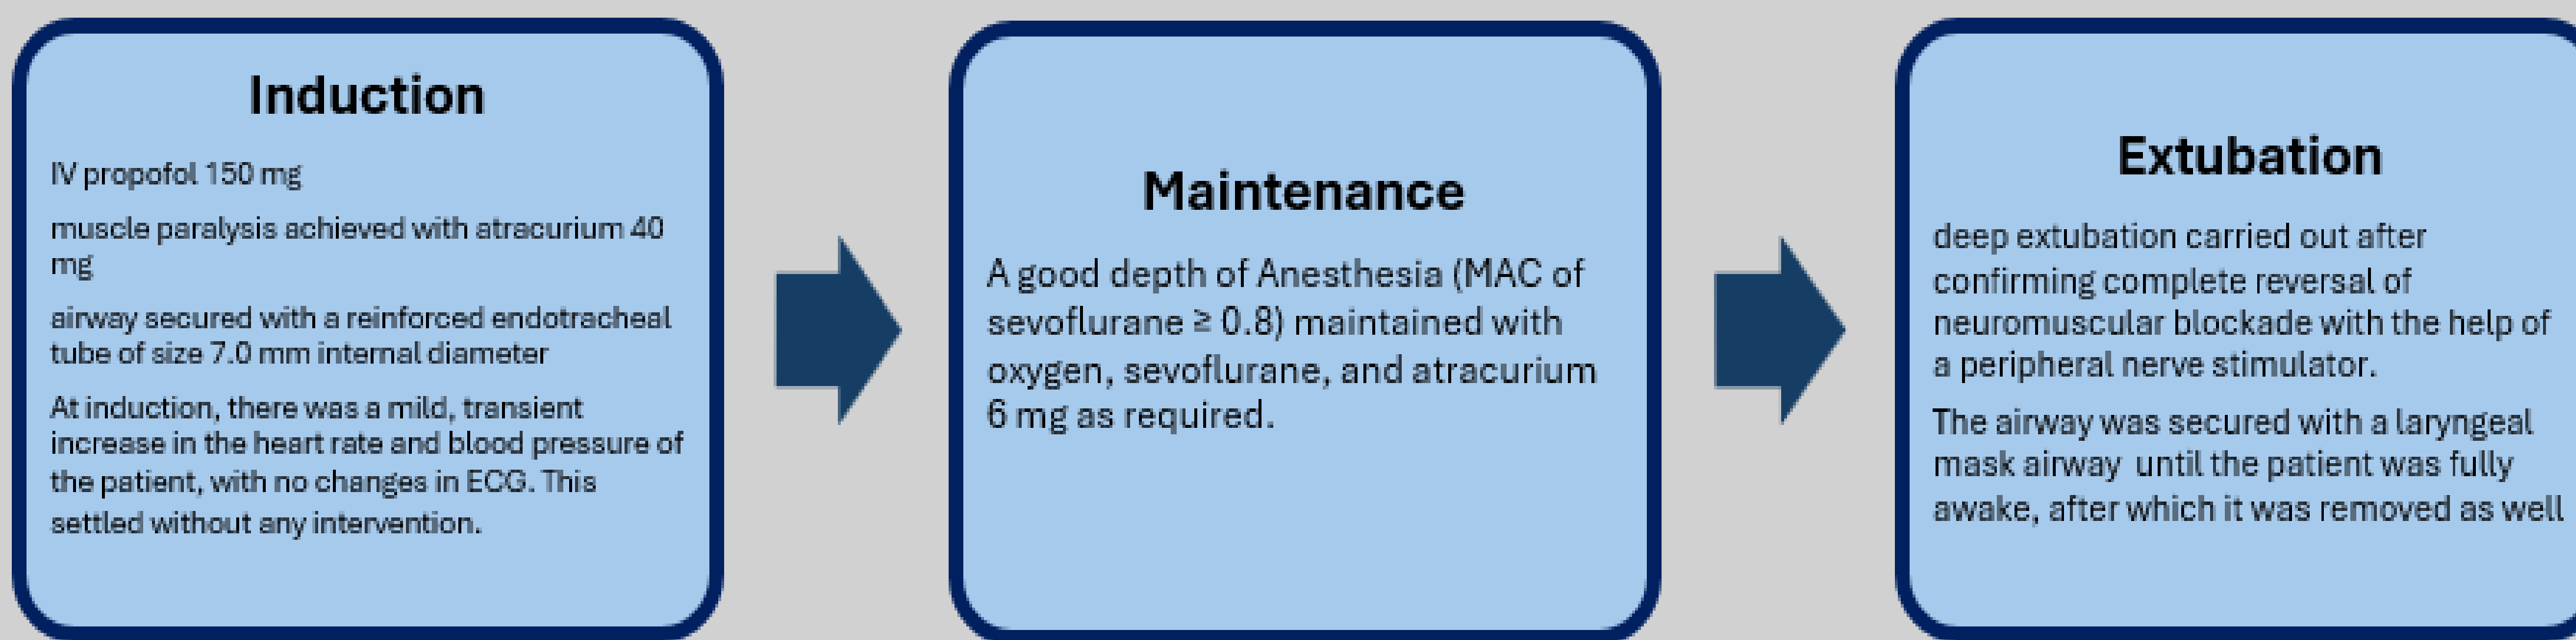 Induction
IV propofol 150 mg
muscle paralysis achieved with atracurium 40
mg
airway secured with a reinforced endotracheal
tube of size 7.0 mm internal diameter
At induction, there was a mild, transient
increase in the heart rate and blood pressure of
the patient, with no changes in ECG. This
settled without any intervention.
Maintenance
A good depth of Anesthesia (MAC of
sevoflurane ≥ 0.8) maintained with
oxygen, sevoflurane, and atracurium
6 mg as required.
Extubation
deep extubation carried out after
confirming complete reversal of
neuromuscular blockade with the help of
a peripheral nerve stimulator.
The airway was secured with a laryngeal
mask airway until the patient was fully
awake, after which it was removed as well